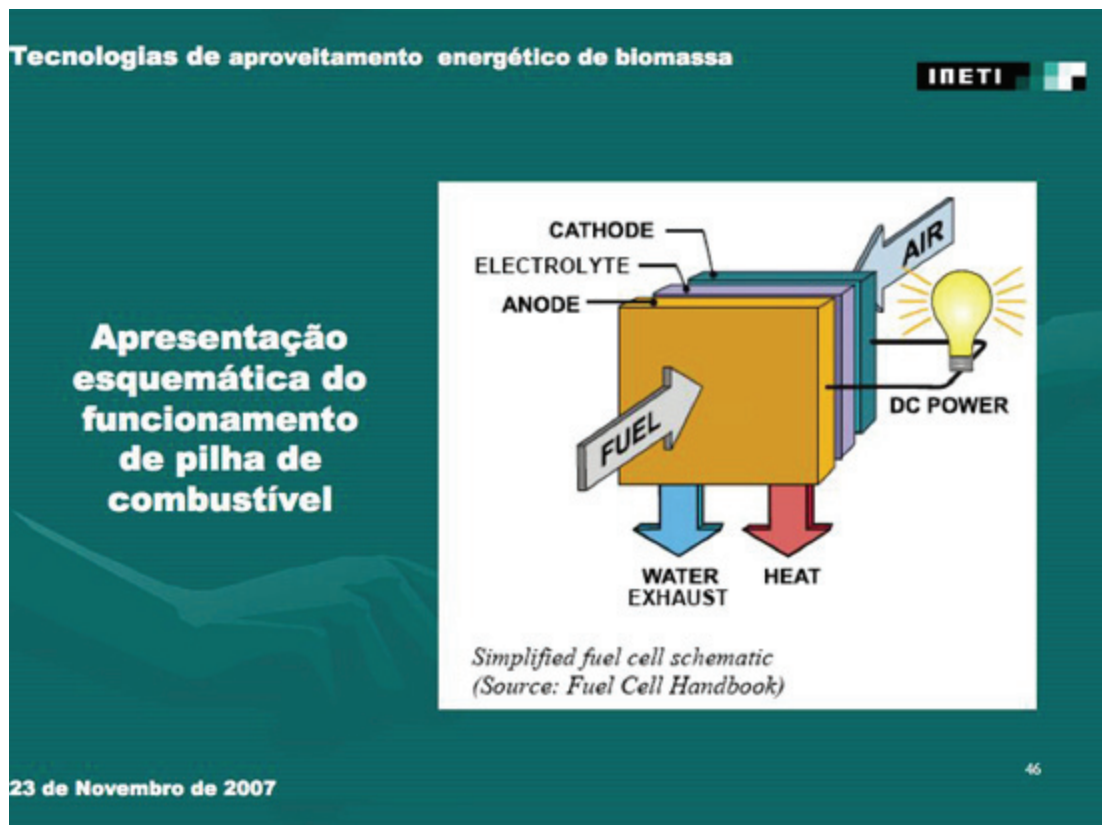 Tecnologias de aproveitamento energético de biomassa
INETI
Apresentação
esquemática do
funcionamento
de pilha de
combustível
CATHODE
ELECTROLYTE
ANODE
AIR
FUEL
DC POWER
WATER
EXHAUST
HEAT
Simplified fuel cell schematic
(Source: Fuel Cell Handbook)
46
23 de Novembro de 2007